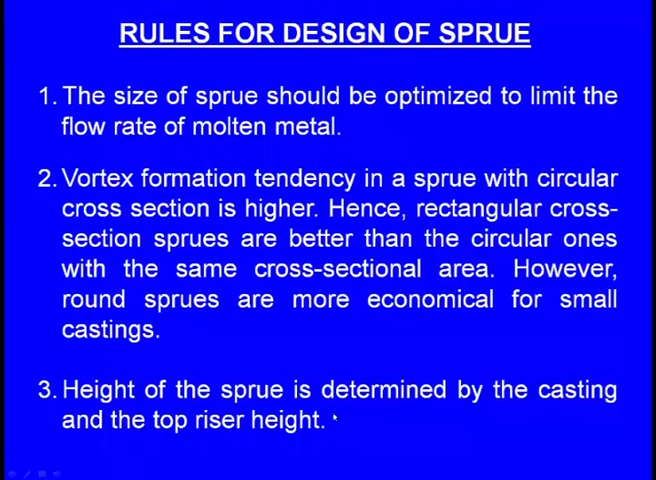 RULES FOR DESIGN OF SPRUE
1. The size of sprue should be optimized to limit the
flow rate of molten metal.
2. Vortex formation tendency in a sprue with circular
cross section is higher. Hence, rectangular cross-
section sprues are better than the circular ones
with the same cross-sectional area. However,
round sprues are more economical for small
castings.
3. Height of the sprue is determined by the casting
and the top riser height.